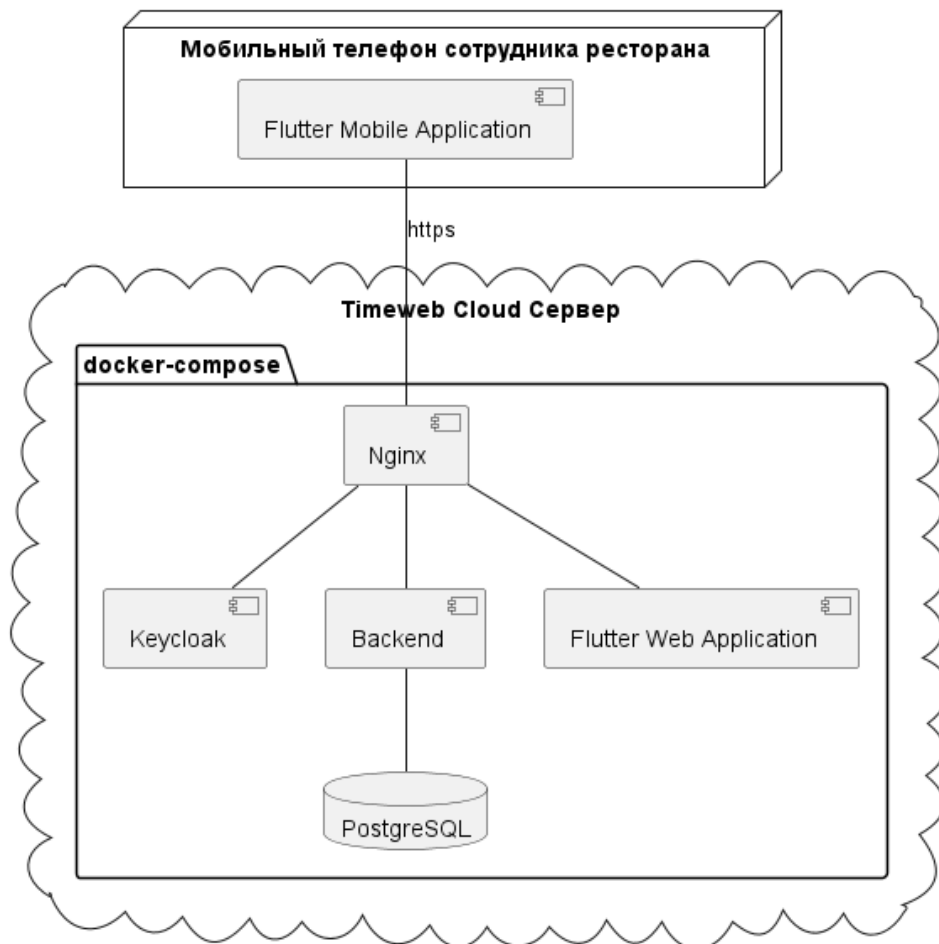 Мобильный телефон сотрудника ресторана
Flutter Mobile Application
https
Timeweb Cloud Сервер
docker-compose
Nginx
Keycloak
Backend
Flutter Web Application
PostgreSQL